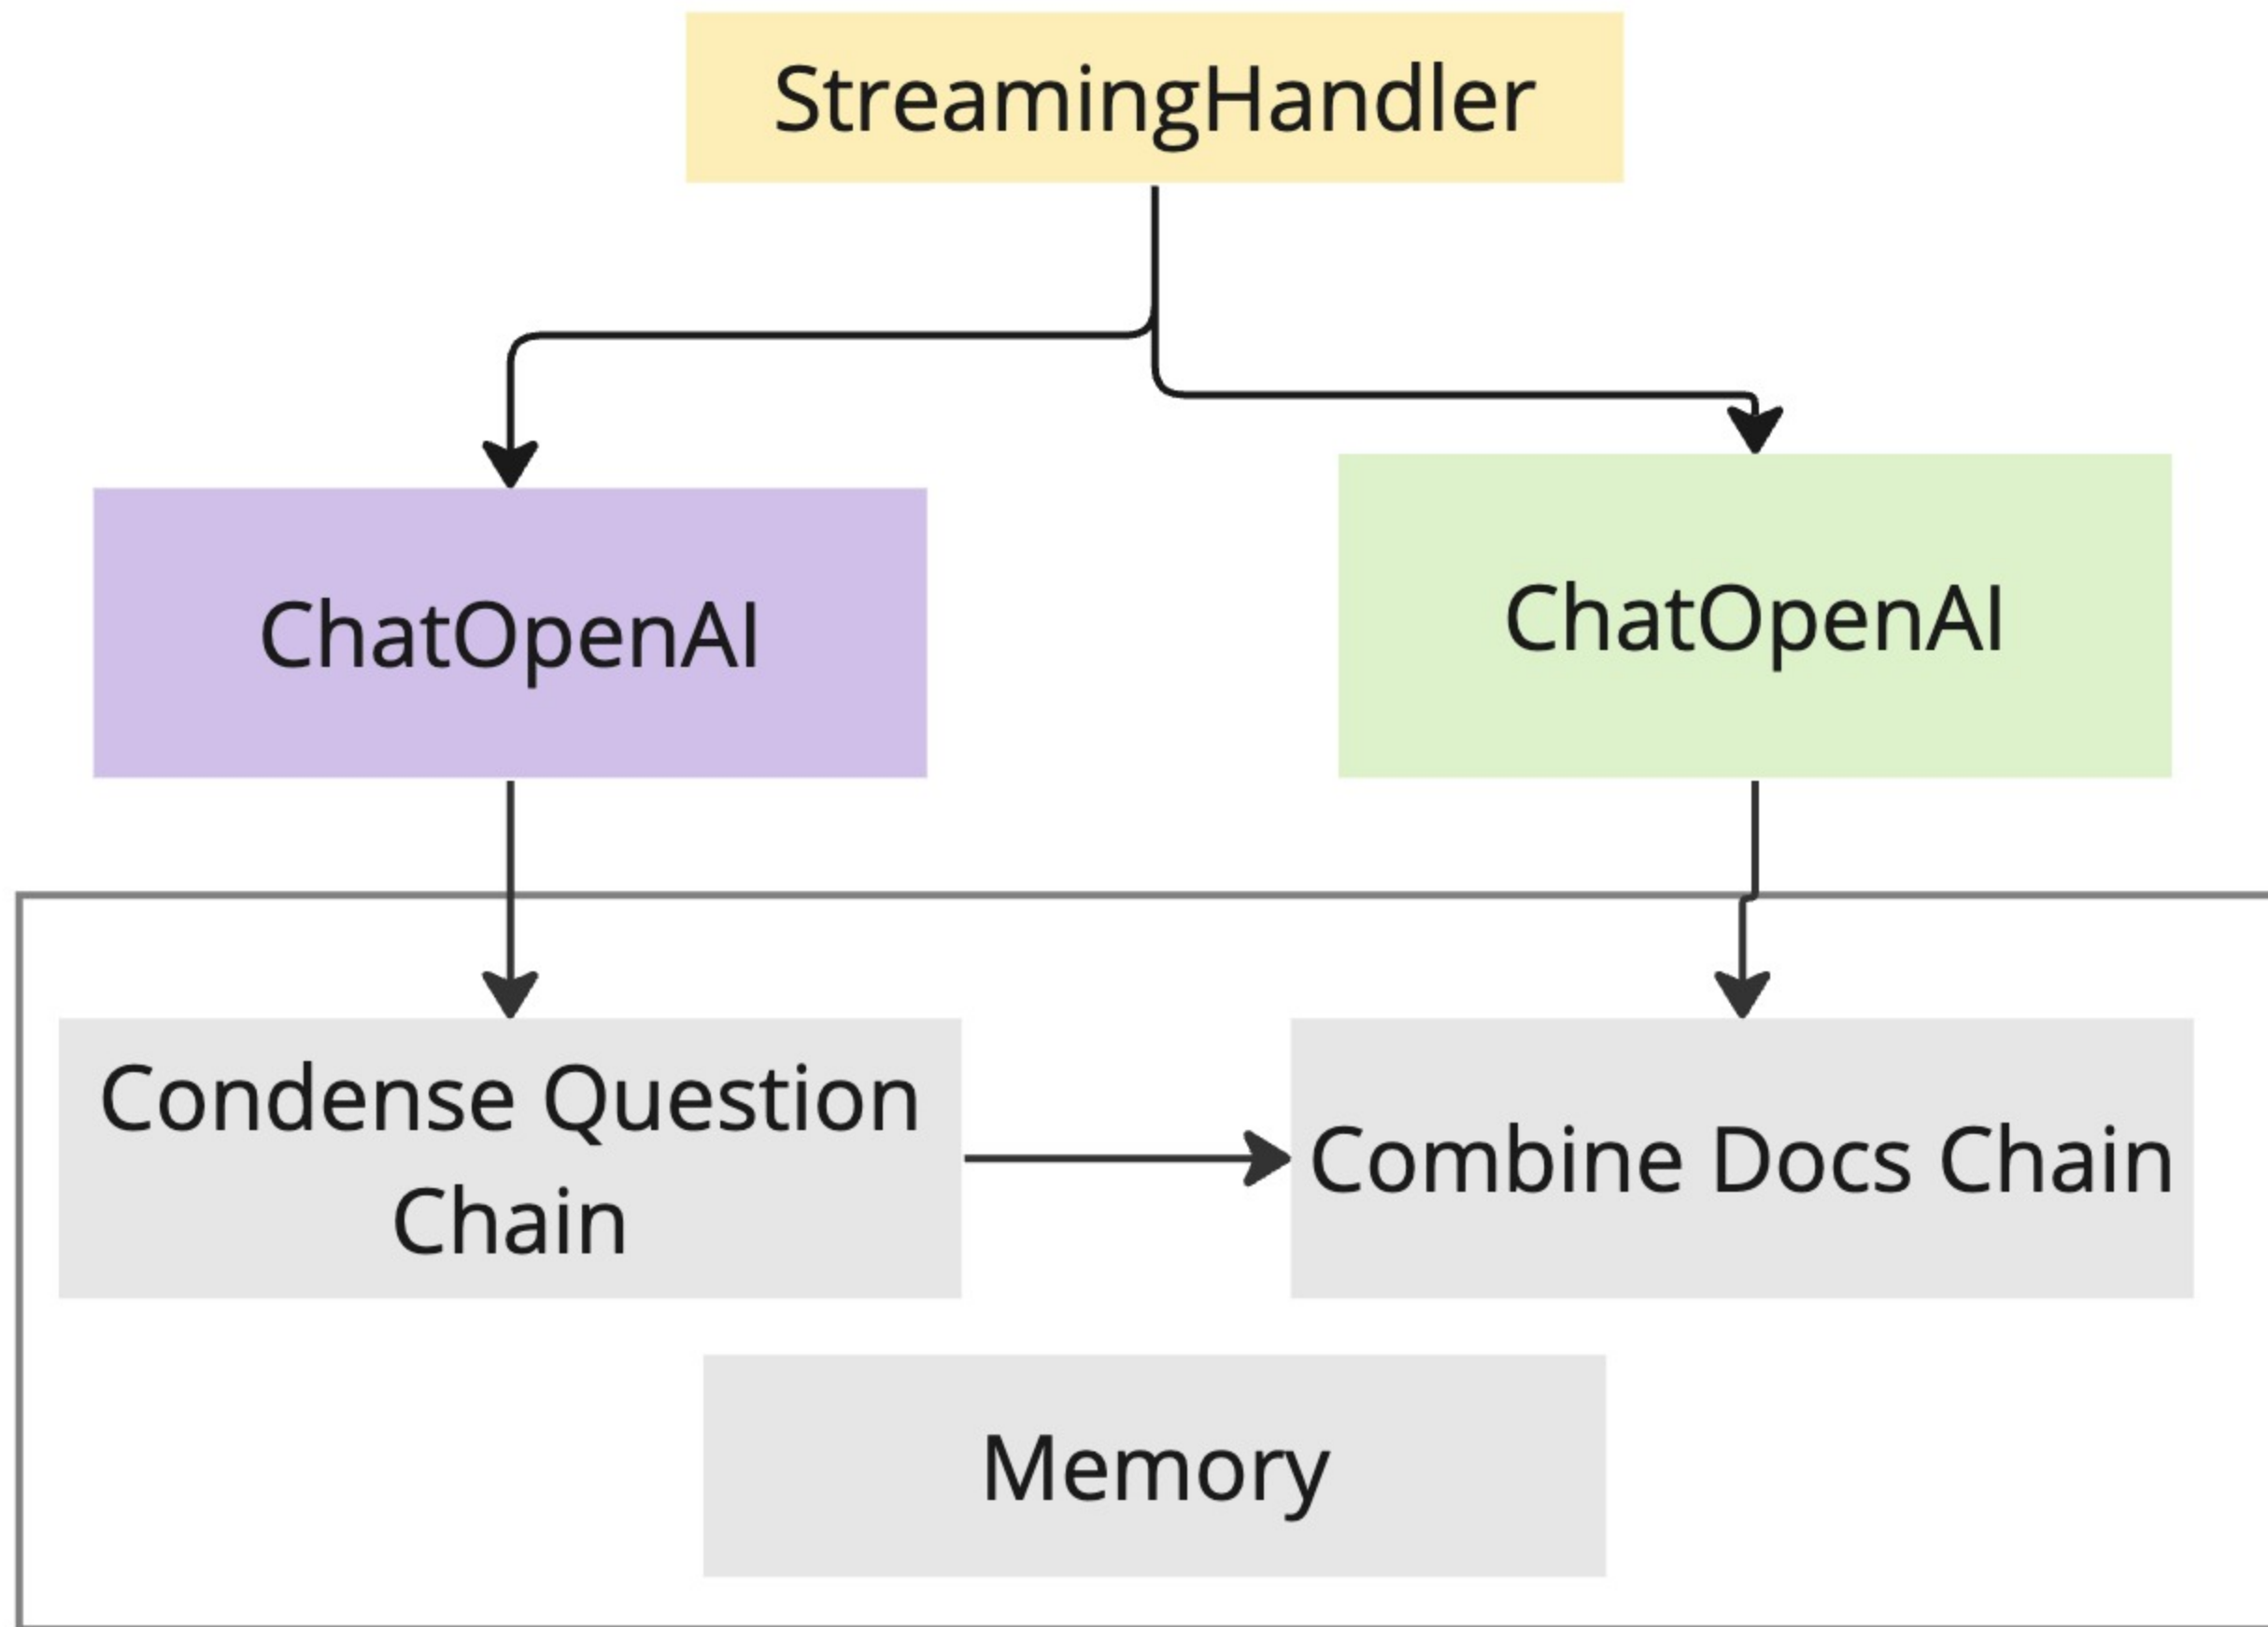 StreamingHandler
ChatOpenAI
ChatOpenAI
Condense Question
Chain
Combine Docs Chain
Memory